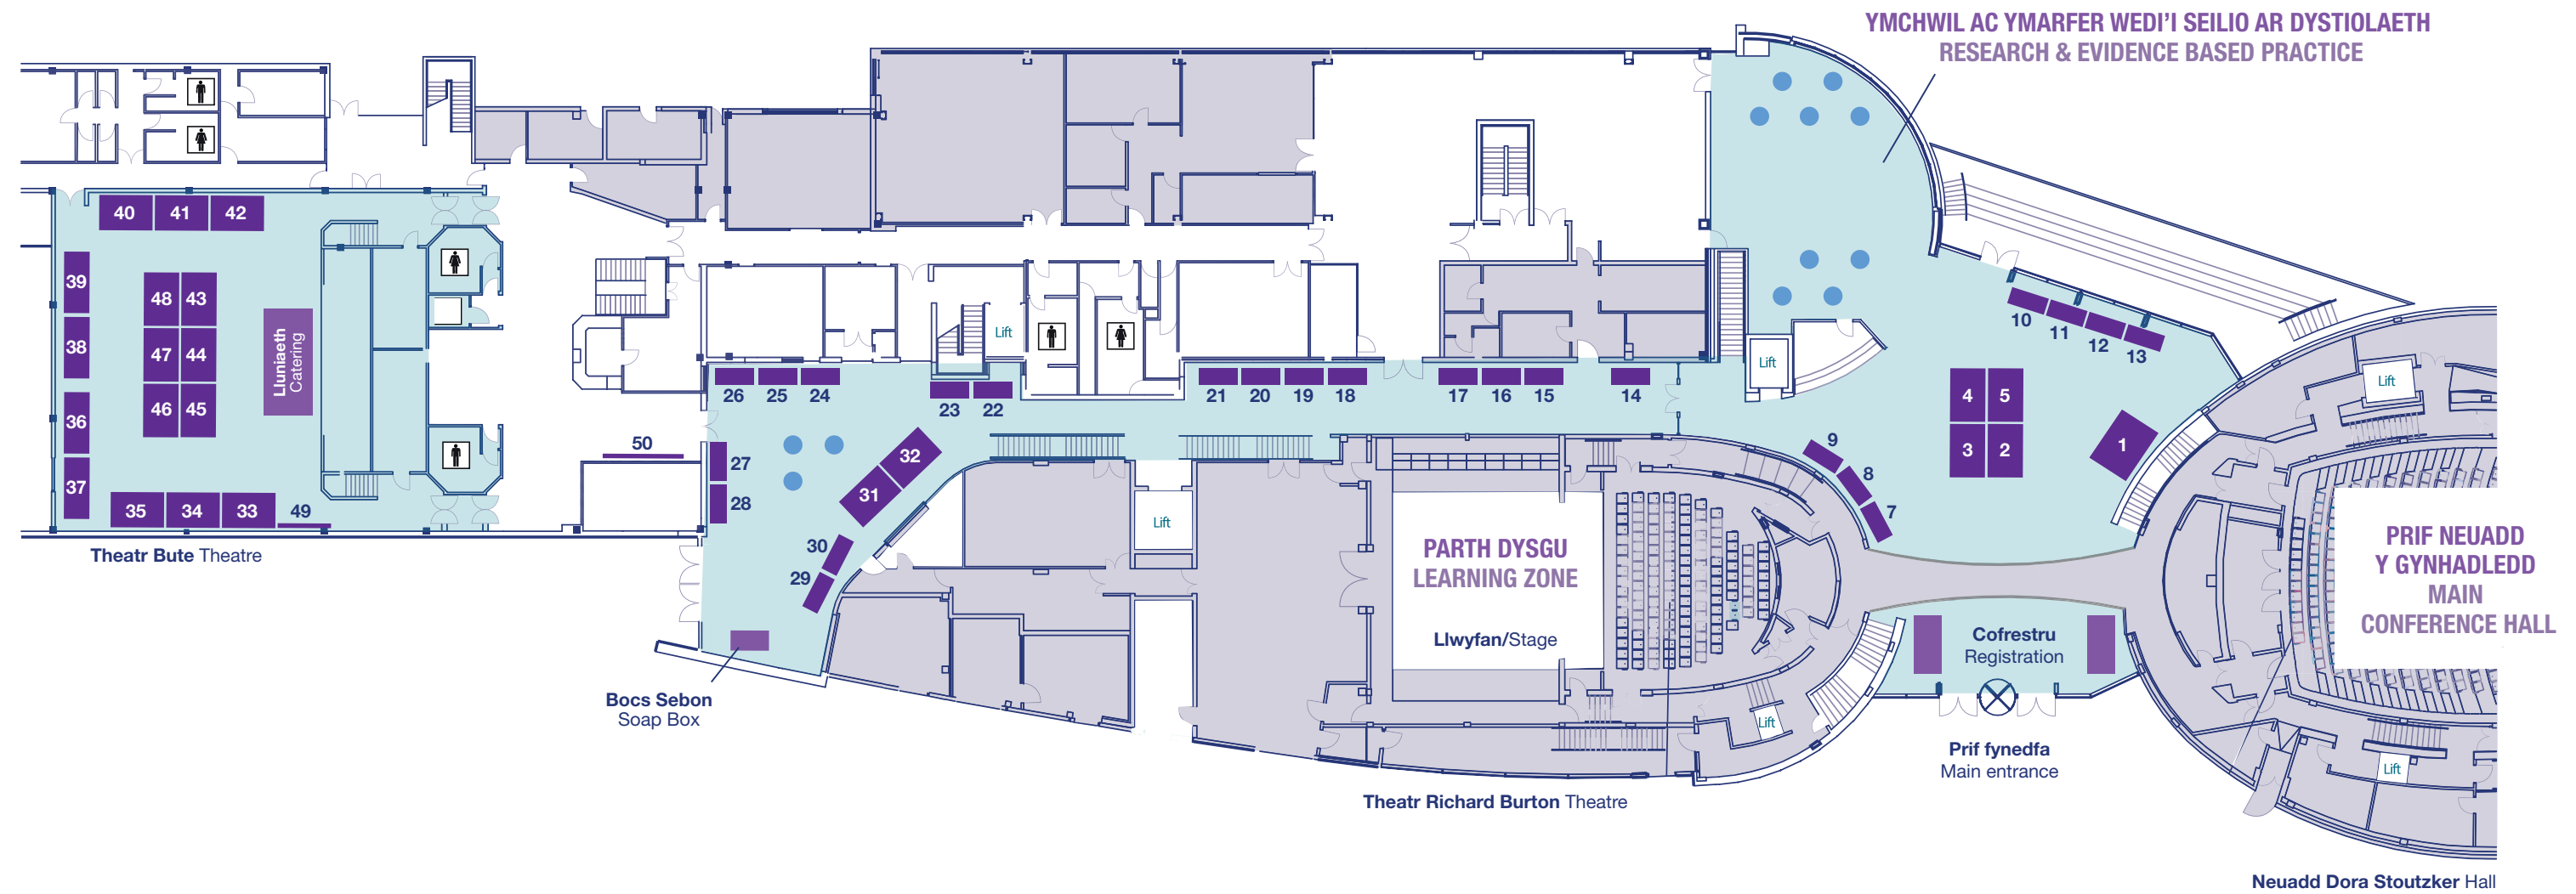 YMCHWIL AC YMARFER WEDI’I SEILIO AR DYSTIOLAETH
RESEARCH & EVIDENCE BASED PRACTICE
40 41 42
39
38
36
37
48 43
47 44
46 45
Lluniaeth
Catering
35 34 33 49
Theatr Bute Theatre
50
26 25 24
23 22
Lift
21 20 19 18
17 16 15
14
27
28
32
31
30
29
Bocs Sebon
Soap Box
Lift
PARTH DYSGU
LEARNING ZONE
Llwyfan/Stage
Theatr Richard Burton Theatre
Lift
10
11
12
13
4 5
3 2
1
9
8
7
Cofrestru
Registration
Prif fynedfa
Main entrance
Lift
Lift
PRIF NEUADD
Y GYNHADLEDD
MAIN
CONFERENCE HALL
Lift
Neuadd Dora Stoutzker Hall